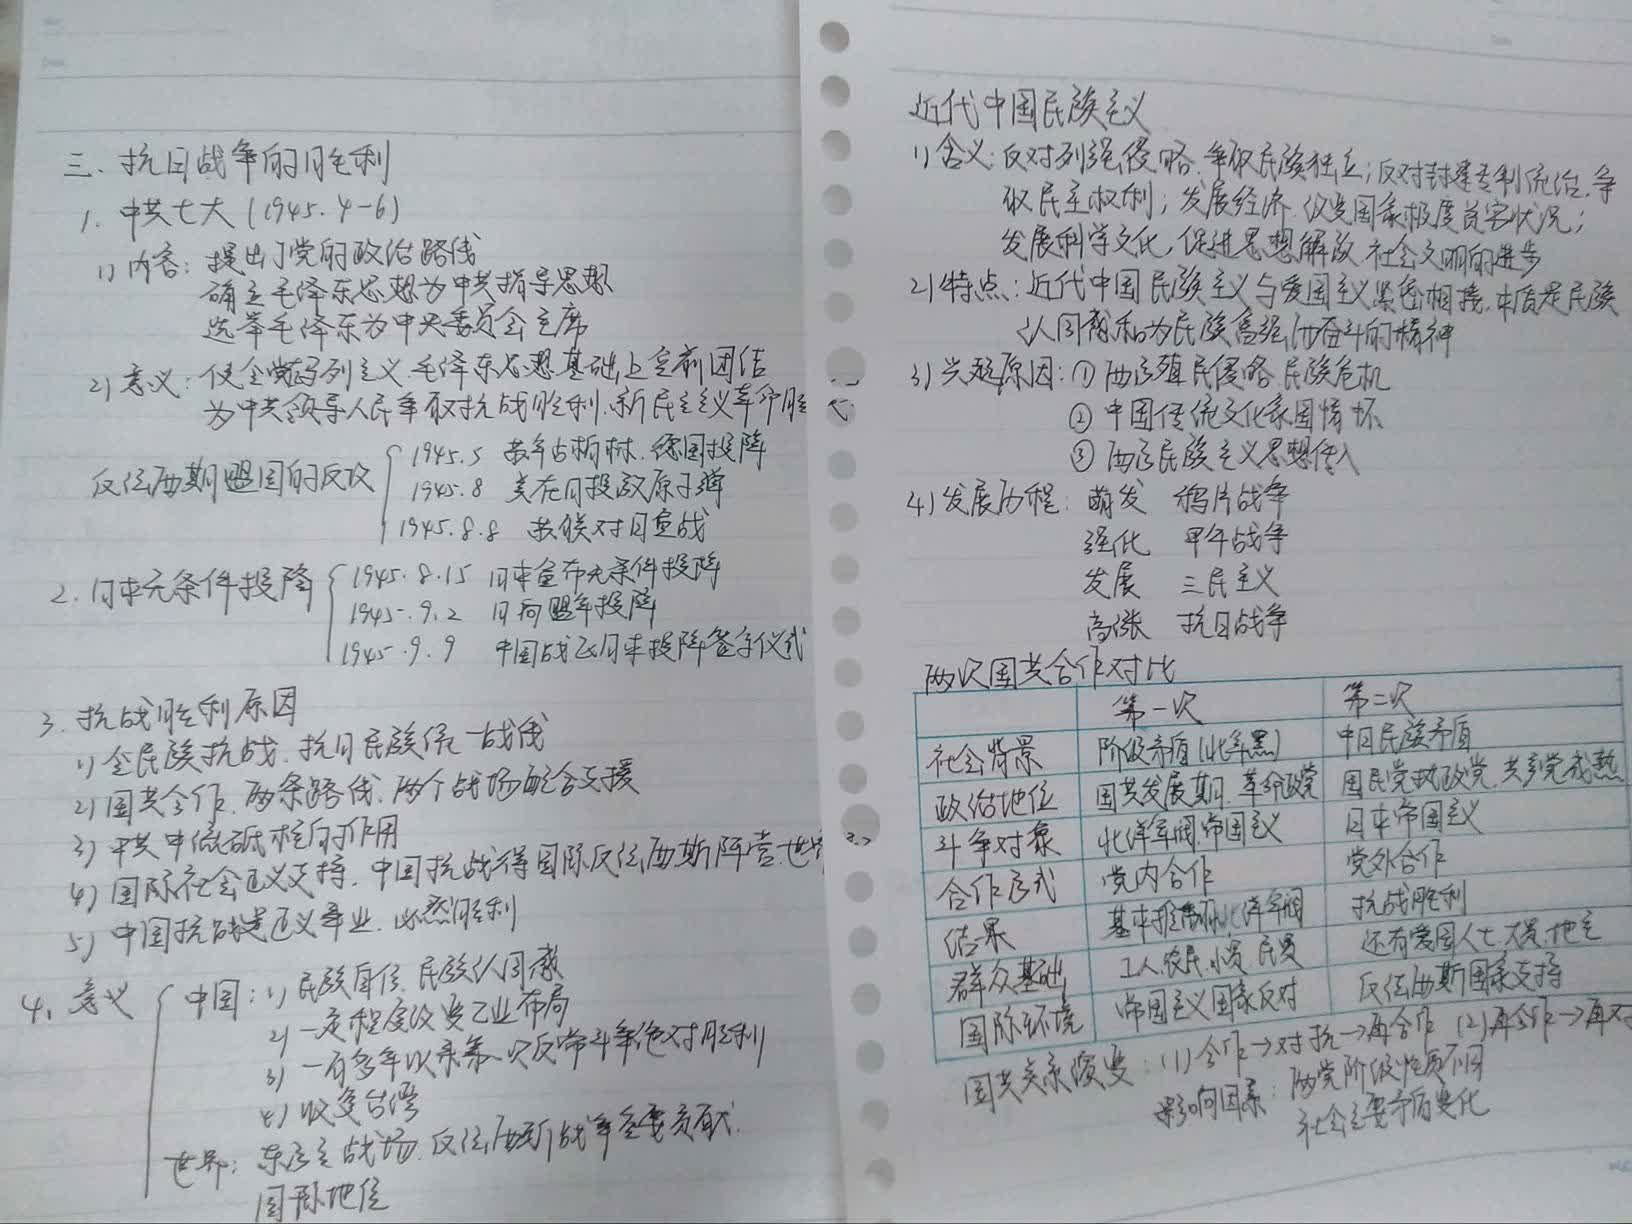 三、抗日战争的胜利
1. 中共七大(1945.4-6)
1) 内容: 提出了党的政治路线
确立毛泽东思想为中共指导思想
选举毛泽东为中央委员会主席
2) 意义: 使全党马列主义、毛泽东思想基础上空前团结
为中共领导人民争取抗战胜利、新民主主义革命胜
反法西斯盟国的反攻
1945.5 苏军占柏林、德国投降
1945.8 美在日投放原子弹
1945.8.8 苏联对日宣战
2. 日本无条件投降
1945.8.15 日本宣布无条件投降
1945.9.2 日向盟军投降
1945.9.9 中国战区日本投降签字仪式
3. 抗战胜利原因
1) 全民族抗战、抗日民族统一战线
2) 国共合作、两条路线、两个战场配合支援
3) 中共中流砥柱的作用
4) 国际社会正义支持、中国抗战得国际反法西斯阵营、世
5) 中国抗战是正义事业、必然胜利
4. 意义
中国: 1) 民族自信、民族认同感
2) 一定程度改变工业布局
3) 一百多年以来第一次反帝斗争绝对胜利
4) 收复台湾
世界: 东方主战场、反法西斯战争重要贡献.
国际地位
近代中国民族主义
1) 含义: 反对列强侵略、争取民族独立; 反对封建专制统治、争
取民主权利; 发展经济、改变国家极度贫穷状况;
发展科学文化, 促进思想解放、社会文明的进步
2) 特点: 近代中国民族主义与爱国主义紧密相接、本质是民族
认同感和为民族富强而奋斗的精神
3) 兴起原因: ① 西方殖民侵略、民族危机
② 中国传统文化家国情怀
③ 西方民族主义思想传入
4) 发展历程: 萌发 鸦片战争
强化 甲午战争
发展 三民主义
高涨 抗日战争
两次国共合作对比
第一次 第二次
社会背景 阶级矛盾(北军黑) 中日民族矛盾
政治地位 国共发展期、革命政党 国民党执政党、共产党成熟
斗争对象 北洋军阀、帝国主义 日本帝国主义
合作方式 党内合作 党外合作
结果 基本推翻北洋军阀 抗战胜利
群众基础 工人、农民、小资、民资 还有爱国人士、大资、地主
国际环境 帝国主义国家反对 反法西斯国家支持
国共关系演变: (1) 合作→对抗→再合作 (2) 再合作→再对
影响因素: 两党阶级性质不同
社会主要矛盾变化